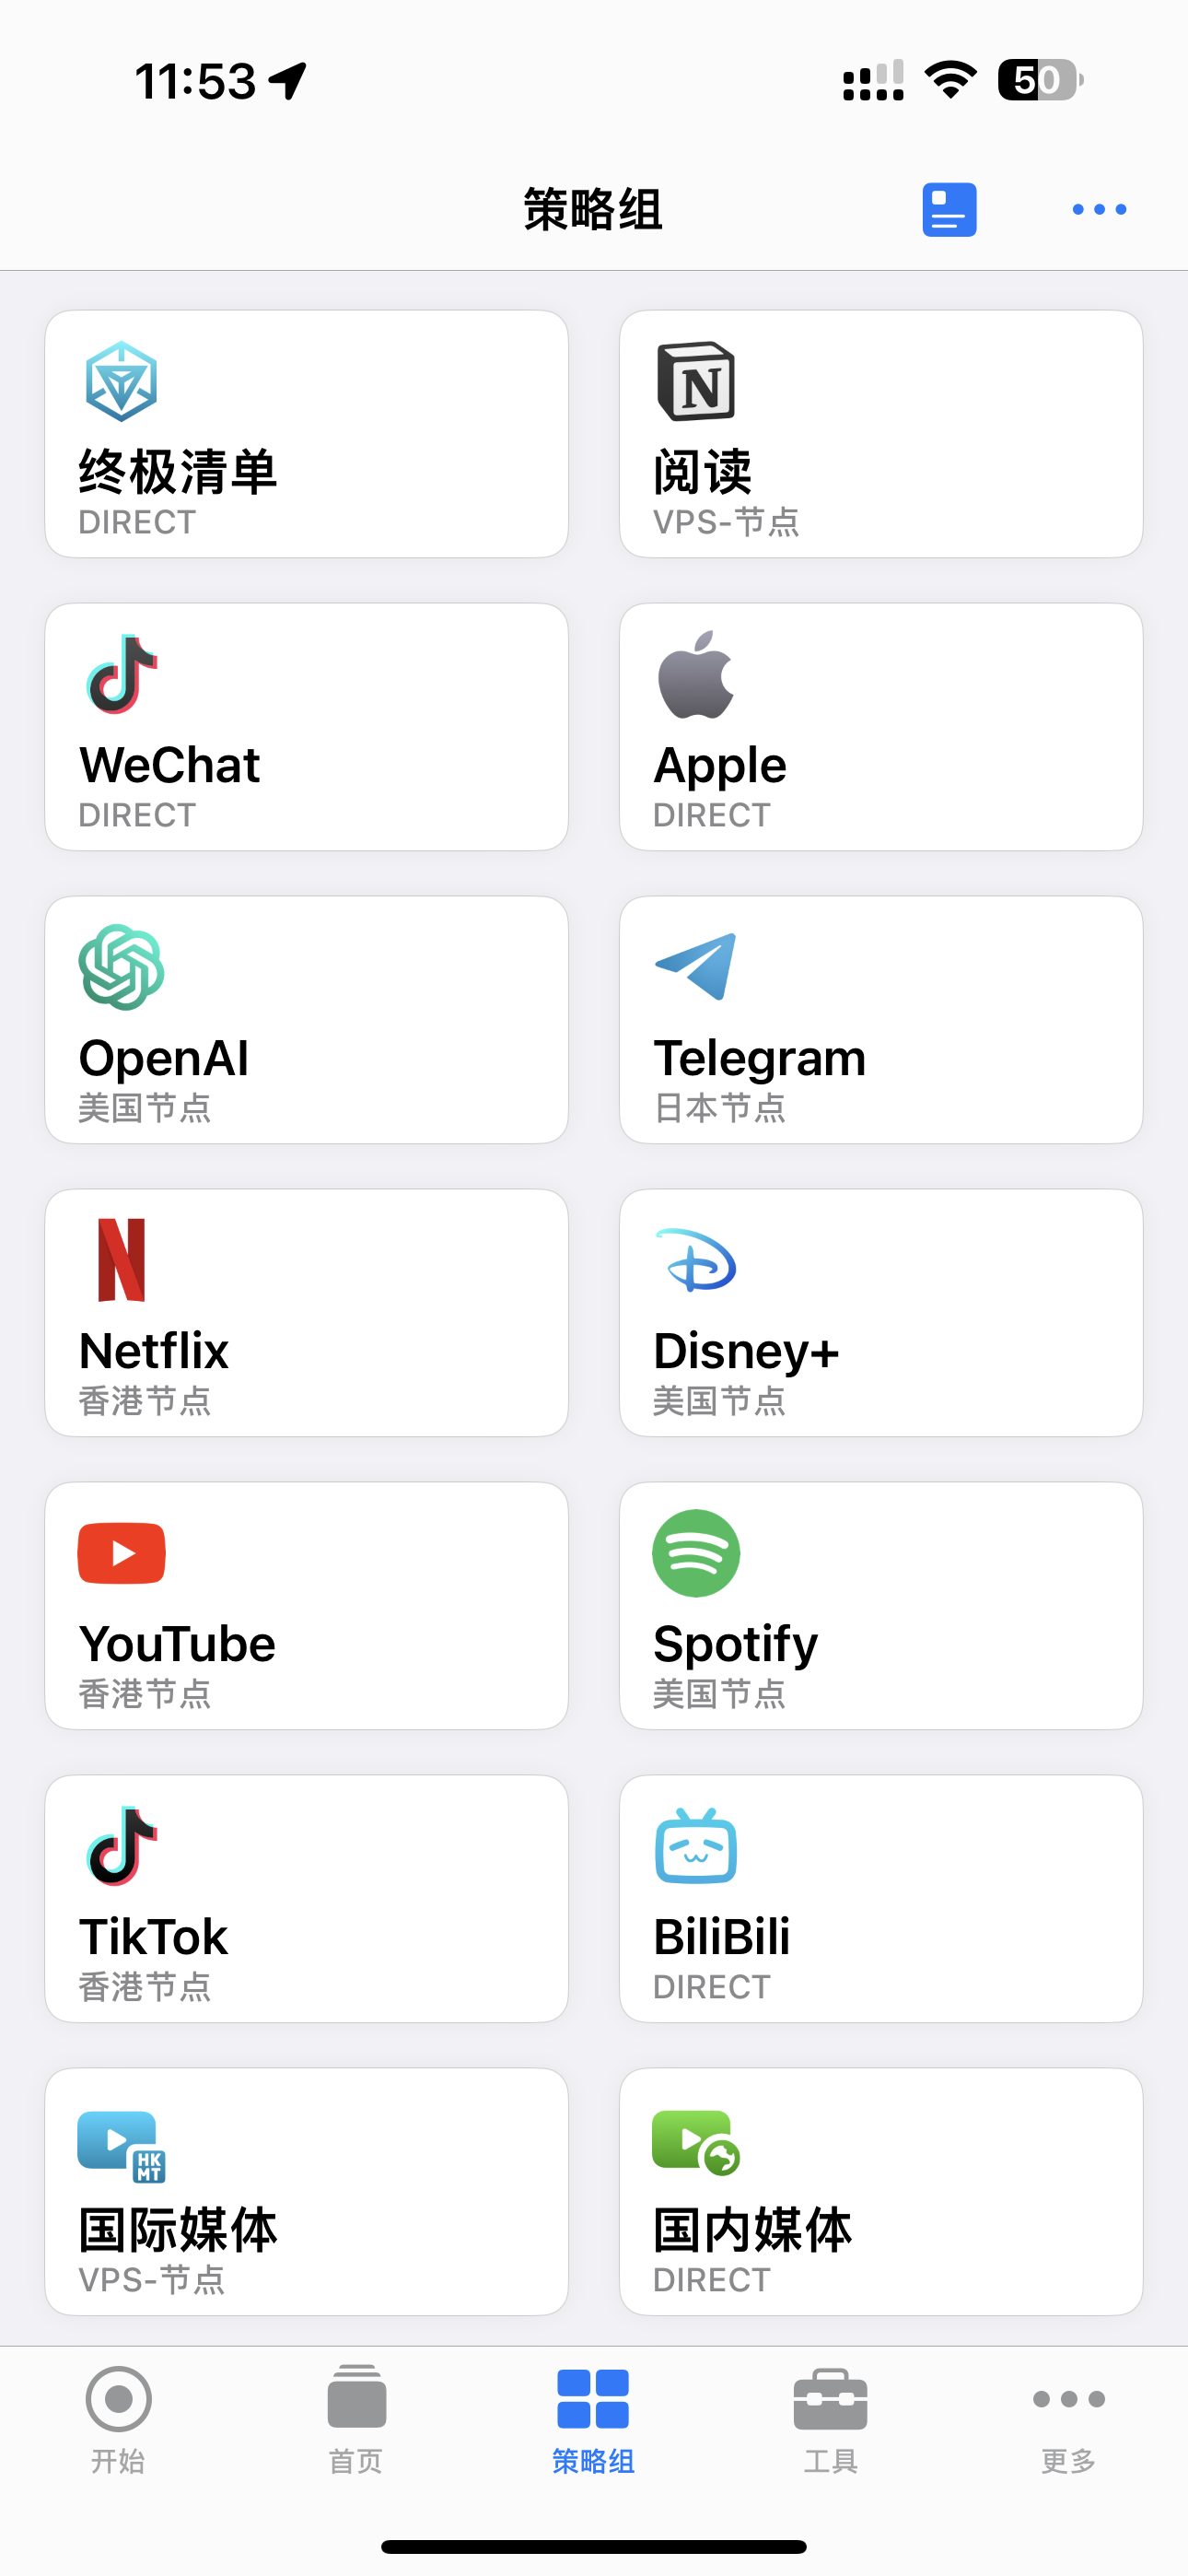 11:53
50
策略组
终极清单
DIRECT
N
阅读
VPS-节点
WeChat
DIRECT
Apple
DIRECT
OpenAI
美国节点
Telegram
日本节点
Netflix
香港节点
Disney+
美国节点
YouTube
香港节点
Spotify
美国节点
TikTok
香港节点
BiliBili
DIRECT
HK
MT
国际媒体
VPS-节点
国内媒体
DIRECT
开始
首页
策略组
工具
更多